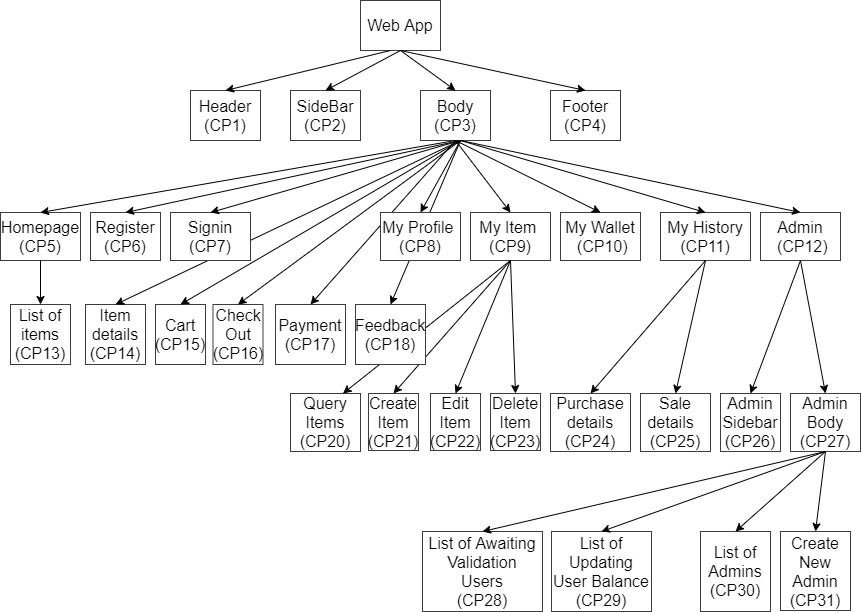 Web App
Header
(CP1)
SideBar
(CP2)
Body
(CP3)
Footer
(CP4)
Homepage
(CP5)
Register
(CP6)
Signin
(CP7)
My Profile
(CP8)
My Item
(CP9)
My Wallet
(CP10)
My History
(CP11)
Admin
(CP12)
List of
items
(CP13)
Item
details
(CP14)
Cart
(CP15)
Check
Out
(CP16)
Payment
(CP17)
Feedback
(CP18)
Query
Items
(CP20)
Create
Item
(CP21)
Edit
Item
(CP22)
Delete
Item
(CP23)
Purchase
details
(CP24)
Sale
details
(CP25)
Admin
Sidebar
(CP26)
Admin
Body
(CP27)
List of Awaiting
Validation
Users
(CP28)
List of
Updating
User Balance
(CP29)
List of
Admins
(CP30)
Create
New
Admin
(CP31)